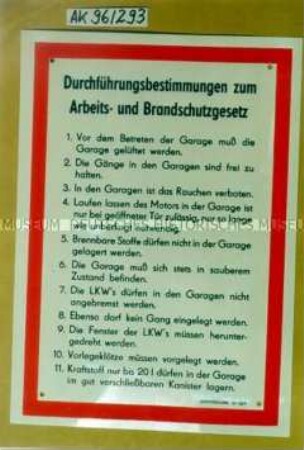 AK 96/293
Durchführungsbestimmungen zum
Arbeits- und Brandschutzgesetz
1. Vor dem Betreten der Garage muß die
Garage gelüftet werden.
2. Die Gänge in den Garagen sind frei zu
halten.
3. In den Garagen ist das Rauchen verboten.
4. Laufen lassen des Motors in der Garage ist
nur bei geöffnetem Tor zulässig, nur so lange
wie unbedingt notwendig.
5. Brennbare Stoffe dürfen nicht in der Garage
gelagert werden.
6. Die Garage muß sich stets in sauberem
Zustand befinden.
7. Die LKW's dürfen in den Garagen nicht
angebremst werden.
8. Ebenso darf kein Gang eingelegt werden.
9. Die Fenster der LKW's müssen herunter-
gedreht werden.
10. Vorlegeklötze müssen vorgelegt werden.
11. Kraftstoff nur bis 20 l dürfen in der Garage
im gut verschließbaren Kanister lagern.